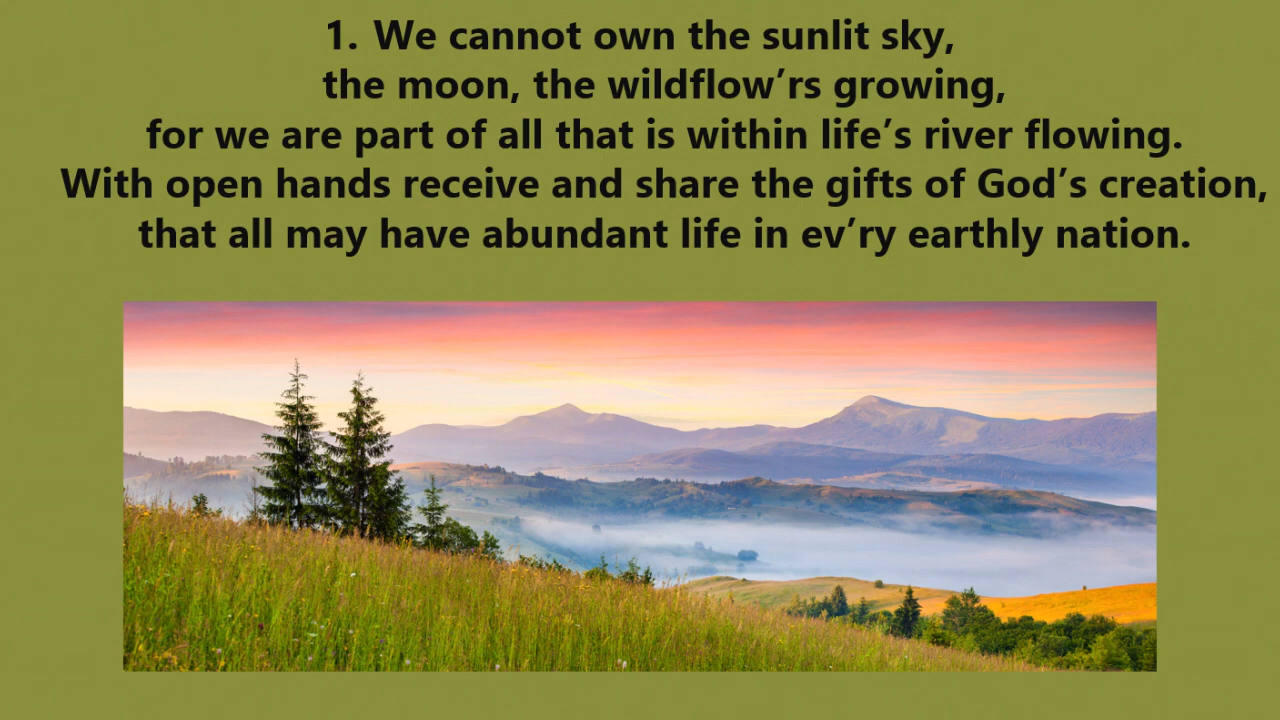 1. We cannot own the sunlit sky,
the moon, the wildflow’rs growing,
for we are part of all that is within life’s river flowing.
With open hands receive and share the gifts of God’s creation,
that all may have abundant life in ev’ry earthly nation.